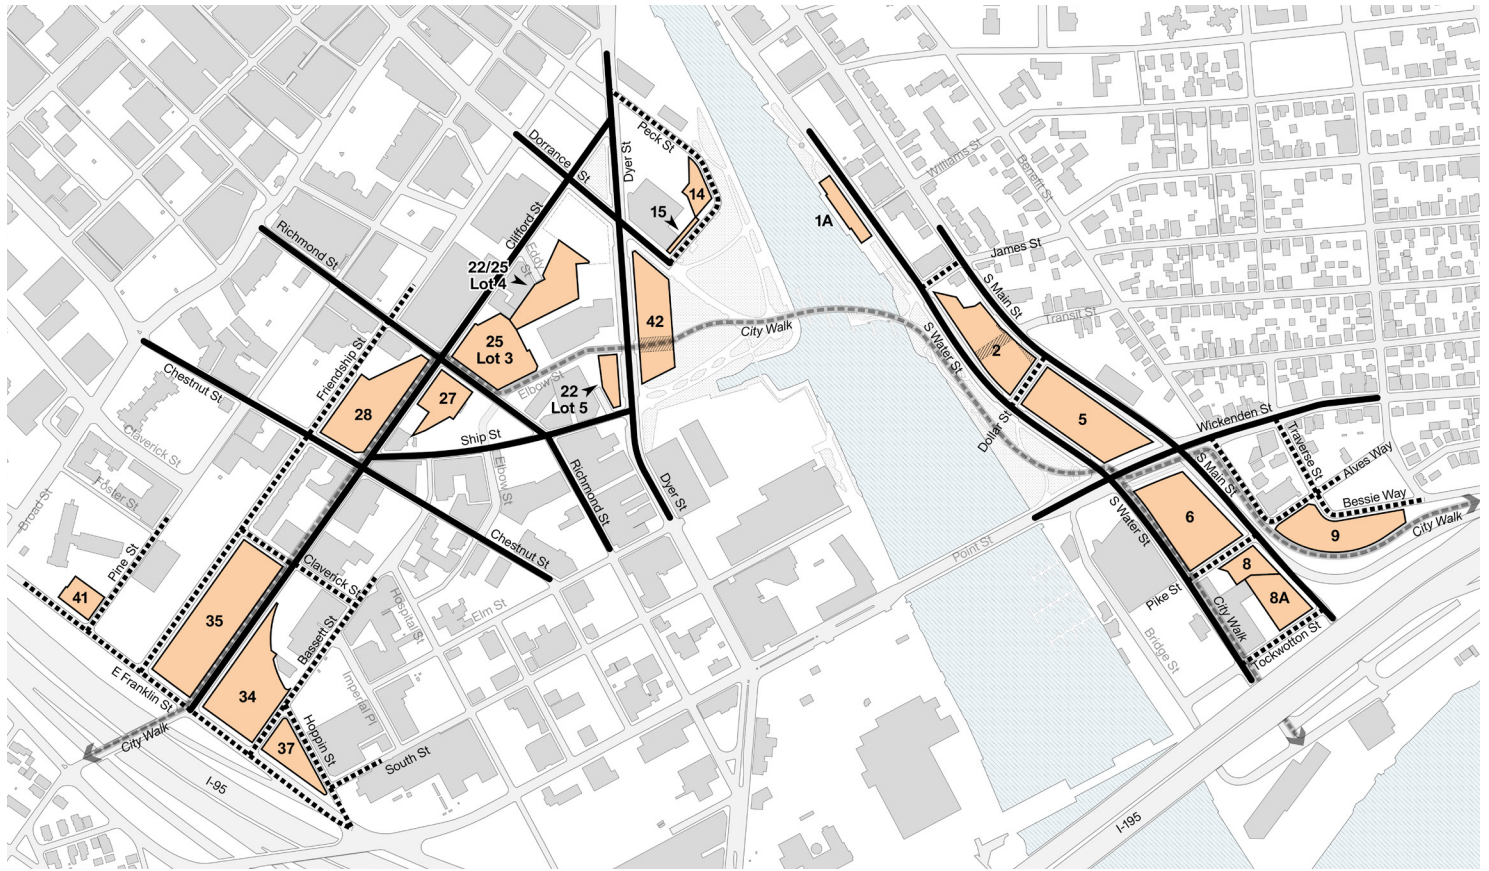 Peck St
Dorrance
St
Dyer St
14
15
1A
Williams St
Benefit St
James St
S Main St
Transit St
Richmond St
Clifford St
Eddy
St
22/25
Lot 4
42
City Walk
S Water St
2
25
Lot 3
Friendship St
Chestnut St
Elbow St
22
Lot 5
27
28
Ship St
5
Dollar St
Wickenden St
Traverse St
Alves Way
Claverick St
Foster St
Broad St
Elbow St
Richmond St
Dyer St
S Main St
S Water St
Bessie Way
City Walk
6
9
Chestnut St
Pine St
Point St
8
8A
Pike St
City Walk
Tockwotton St
Bridge St
Claverick St
Hospital St
Elm St
41
35
Bassett St
34
E Franklin St
Imperial Pl
Hoppin St
37
South St
City Walk
I-95
I-195